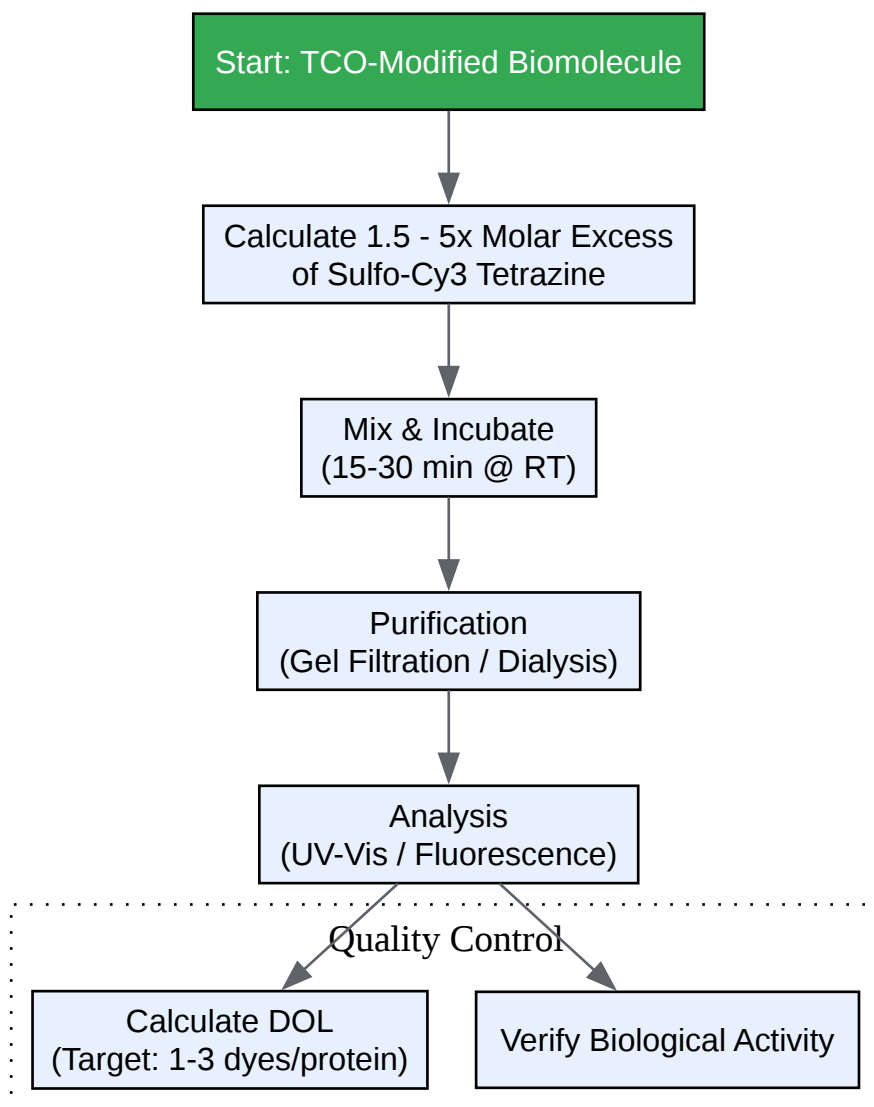 Start: TCO-Modified Biomolecule
Calculate 1.5 - 5x Molar Excess
of Sulfo-Cy3 Tetrazine
Mix & Incubate
(15-30 min @ RT)
Purification
(Gel Filtration / Dialysis)
Analysis
(UV-Vis / Fluorescence)
Quality Control
Calculate DOL
(Target: 1-3 dyes/protein)
Verify Biological Activity